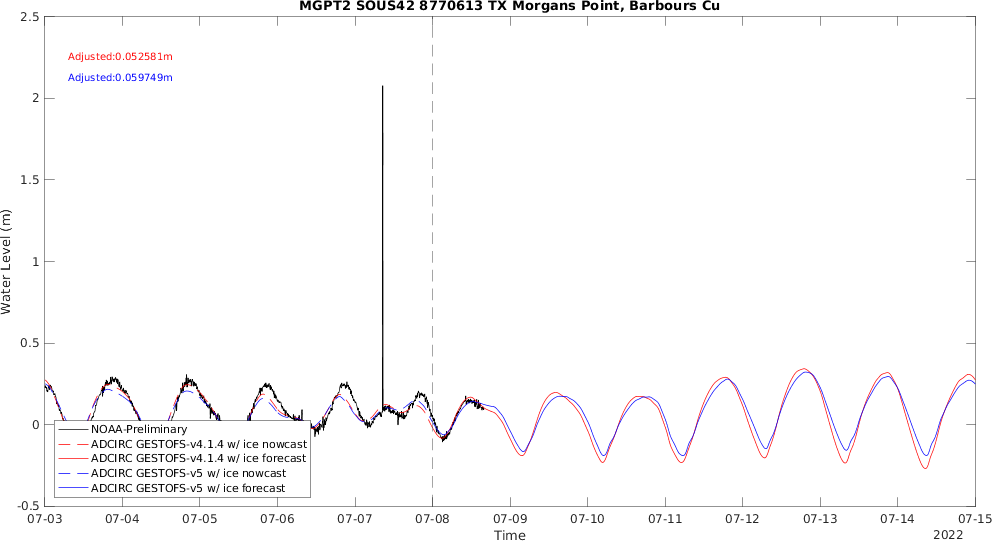 MGPT2 SOUS42 8770613 TX Morgans Point, Barbours Cu
2.5
Adjusted:0.052581m
Adjusted:0.059749m
2
1.5
Water Level (m)
1
0.5
0
-0.5
NOAA-Preliminary
ADCIRC GESTOFS-v4.1.4 w/ ice nowcast
ADCIRC GESTOFS-v4.1.4 w/ ice forecast
ADCIRC GESTOFS-v5 w/ ice nowcast
ADCIRC GESTOFS-v5 w/ ice forecast
07-03 07-04 07-05 07-06 07-07 07-08 07-09 07-10 07-11 07-12 07-13 07-14 07-15
Time
2022